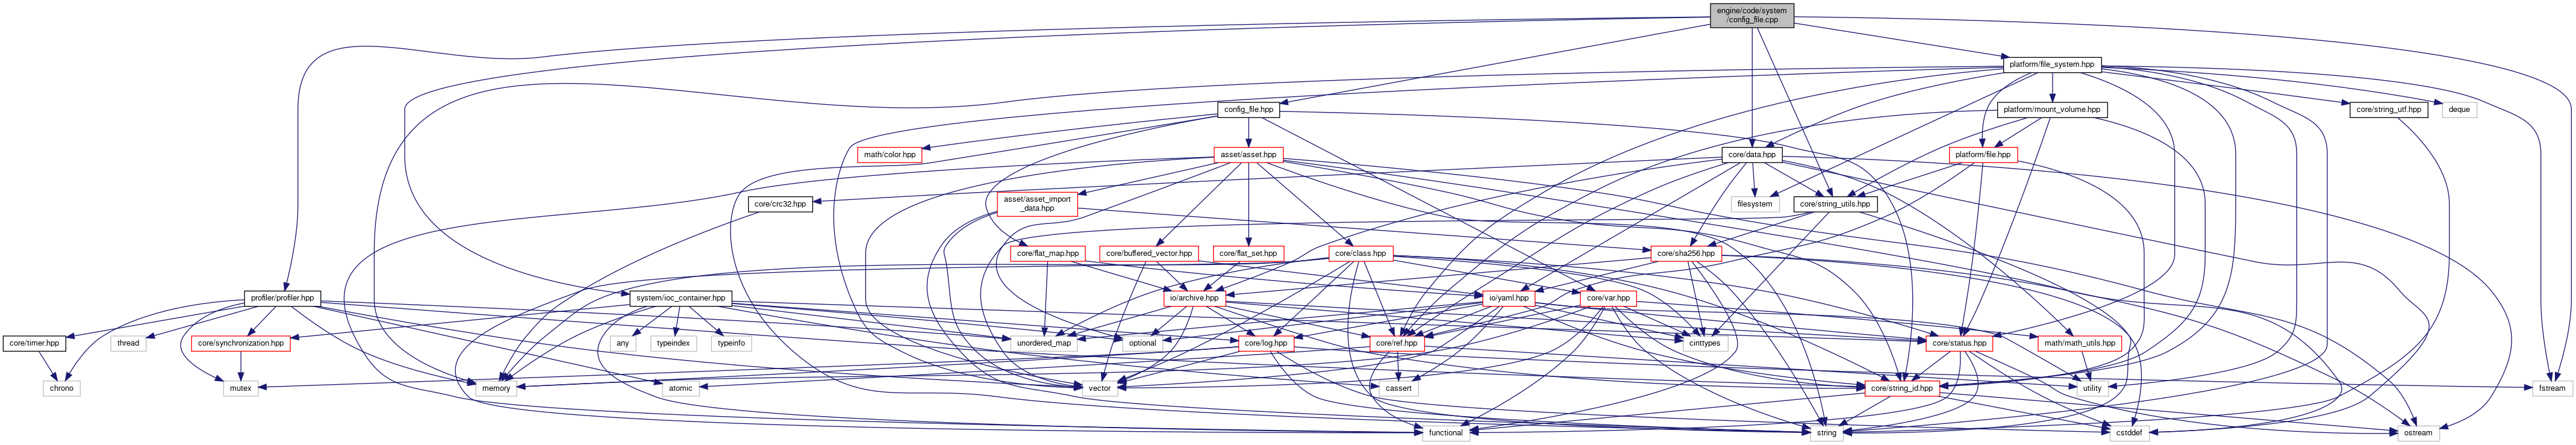 engine/code/system
/config_file.cpp
platform/file_system.hpp
config_file.hpp
platform/mount_volume.hpp
core/string_utf.hpp
deque
math/color.hpp
asset/asset.hpp
core/data.hpp
platform/file.hpp
core/crc32.hpp
asset/asset_import
_data.hpp
filesystem
core/string_utils.hpp
core/flat_map.hpp
core/buffered_vector.hpp
core/flat_set.hpp
core/class.hpp
core/sha256.hpp
profiler/profiler.hpp
system/ioc_container.hpp
io/archive.hpp
io/yaml.hpp
core/var.hpp
core/timer.hpp
thread
core/synchronization.hpp
any
typeindex
typeinfo
unordered_map
optional
core/log.hpp
core/ref.hpp
cinttypes
core/status.hpp
math/math_utils.hpp
chrono
mutex
memory
atomic
vector
cassert
core/string_id.hpp
utility
fstream
functional
string
cstddef
ostream